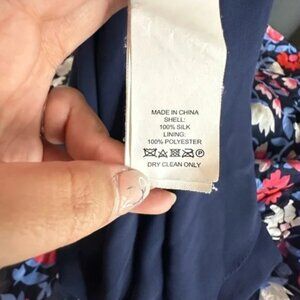 MADE IN CHINA
SHELL:
100% SILK
LINING:
100% POLYESTER
DRY CLEAN ONLY